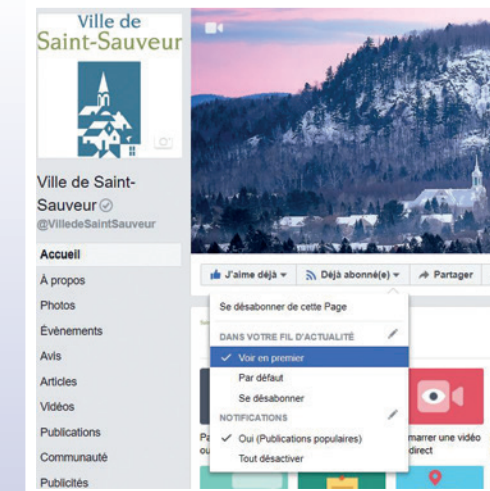 Ville de
Saint-Sauveur
Ville de Saint-
Sauveur
@VilledeSaintSauveur
Accueil
À propos
Photos
Évènements
Avis
Articles
Vidéos
Publications
Communauté
Publicités
J'aime déjà
Déjà abonné(e)
Partager
Se désabonner de cette Page
DANS VOTRE FIL D'ACTUALITÉ
Voir en premier
Par défaut
Se désabonner
NOTIFICATIONS
Oui (Publications populaires)
Tout désactiver
marrer une vidéo
direct